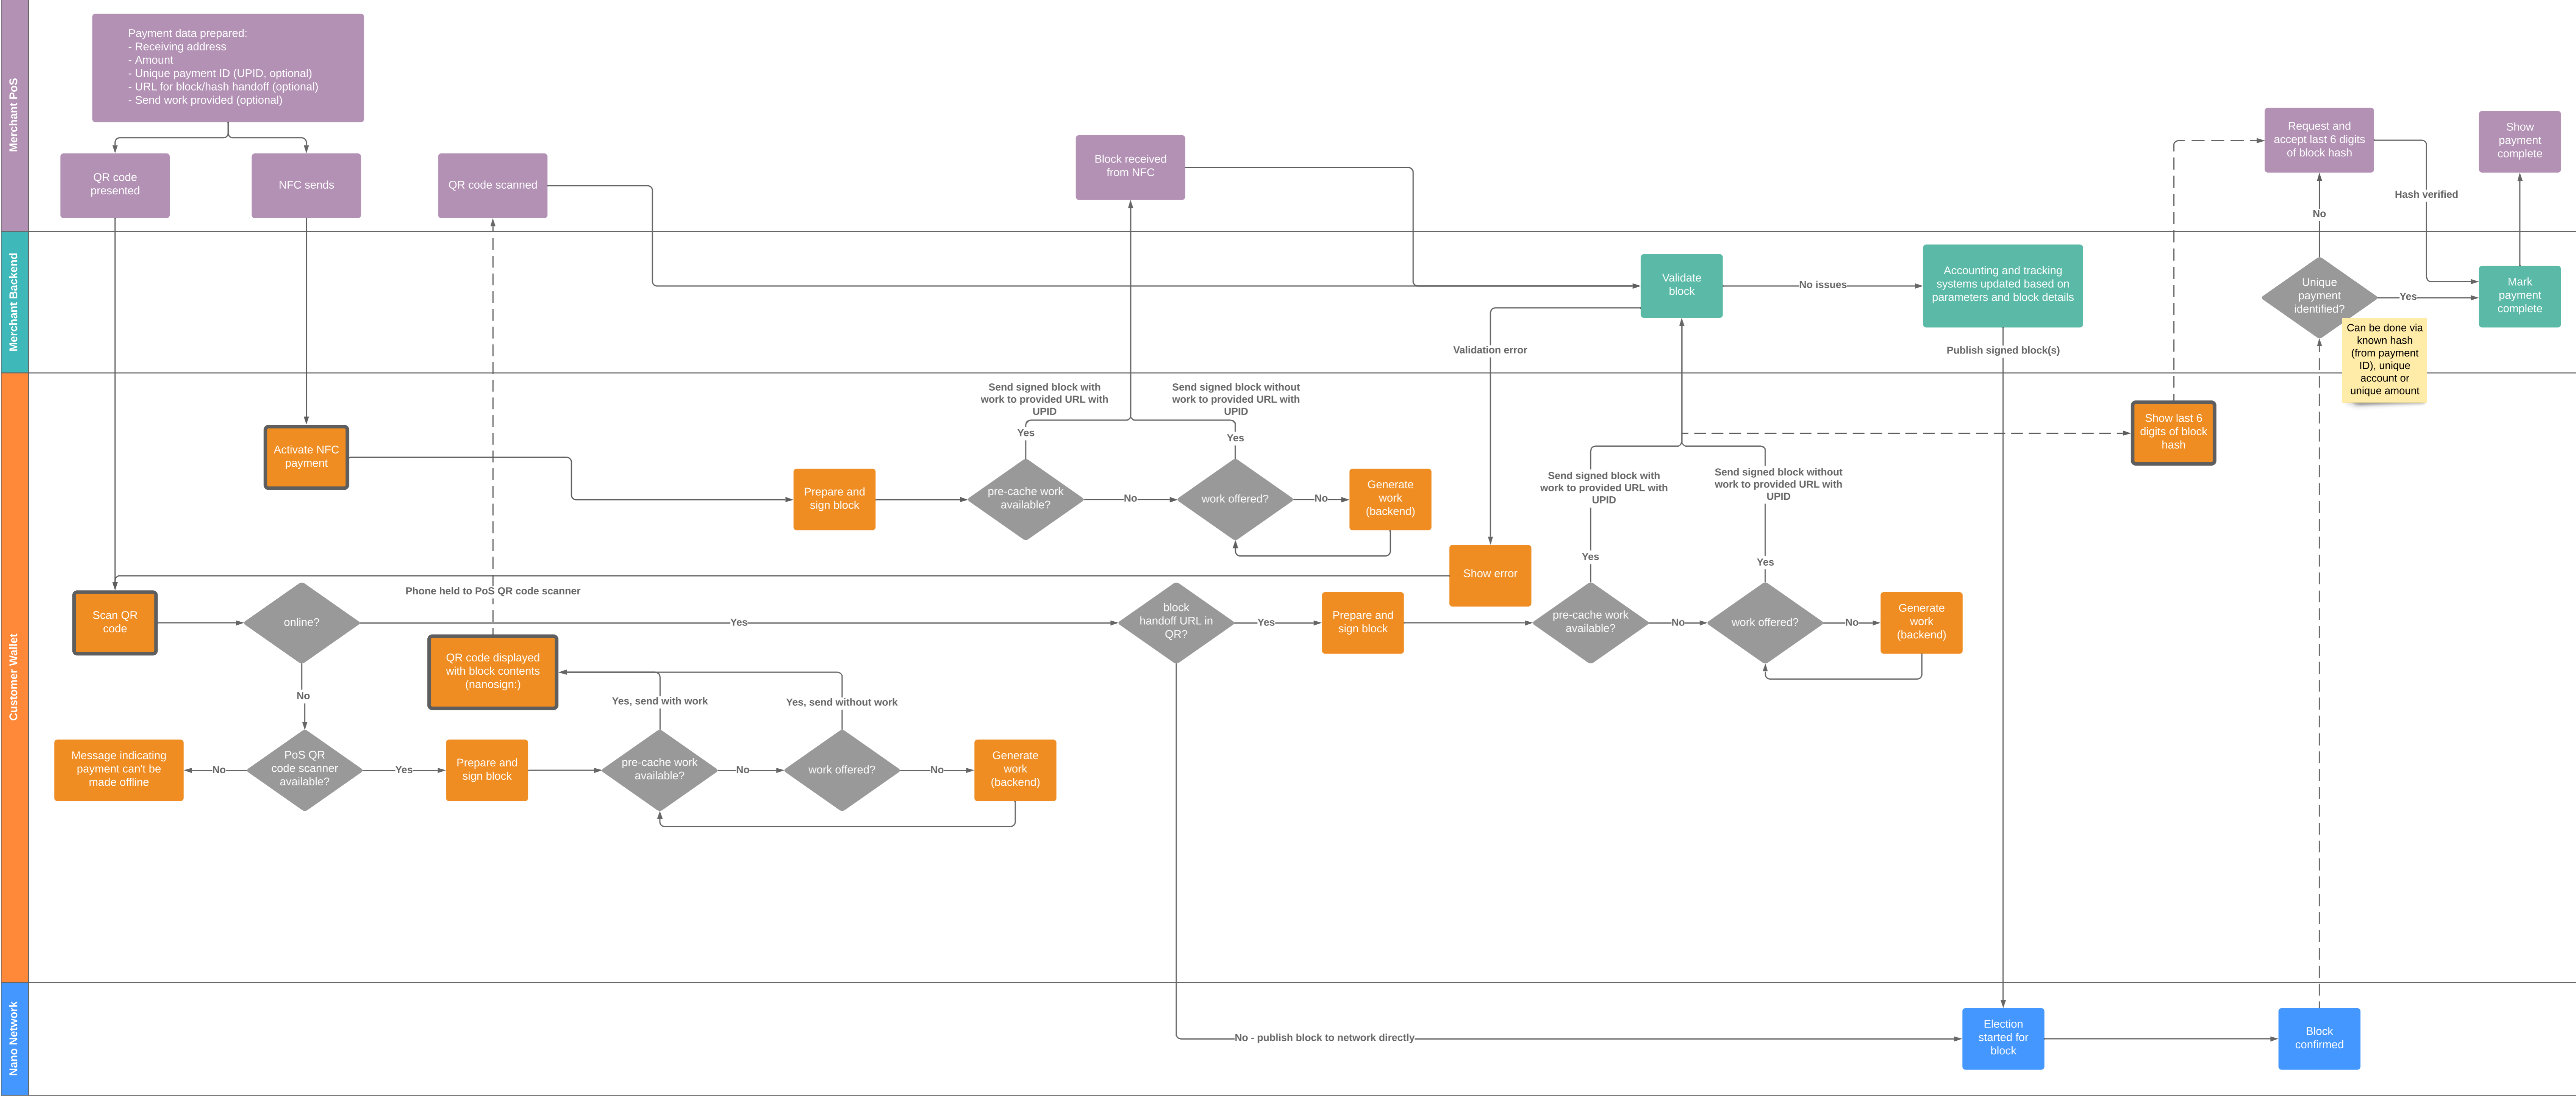 Merchant PoS
Payment data prepared:
- Receiving address
- Amount
- Unique payment ID (UPID, optional)
- URL for block/hash handoff (optional)
- Send work provided (optional)
QR code
presented
NFC sends
QR code scanned
Block received
from NFC
Request and
accept last 6 digits
of block hash
Show
payment
complete
Hash verified
No
Merchant Backend
Validate
block
No issues
Accounting and tracking
systems updated based on
parameters and block details
Unique
payment
identified?
Yes
Mark
payment
complete
Can be done via
known hash
(from payment
ID), unique
account or
unique amount
Validation error
Publish signed block(s)
Customer Wallet
Send signed block with
work to provided URL with
UPID
Send signed block without
work to provided URL with
UPID
Yes
Yes
Activate NFC
payment
Prepare and
sign block
pre-cache work
available?
No
work offered?
No
Generate
work
(backend)
Show last 6
digits of block
hash
Send signed block with
work to provided URL with
UPID
Send signed block without
work to provided URL with
UPID
Yes
Yes
Show error
Phone held to PoS QR code scanner
Scan QR
code
online?
Yes
block
handoff URL in
QR?
Yes
Prepare and
sign block
pre-cache work
available?
No
work offered?
No
Generate
work
(backend)
QR code displayed
with block contents
(nanosign:)
No
Yes, send with work
Yes, send without work
Message indicating
payment can't be
made offline
No
PoS QR
code scanner
available?
Yes
Prepare and
sign block
pre-cache work
available?
No
work offered?
No
Generate
work
(backend)
Nano Network
No - publish block to network directly
Election
started for
block
Block
confirmed